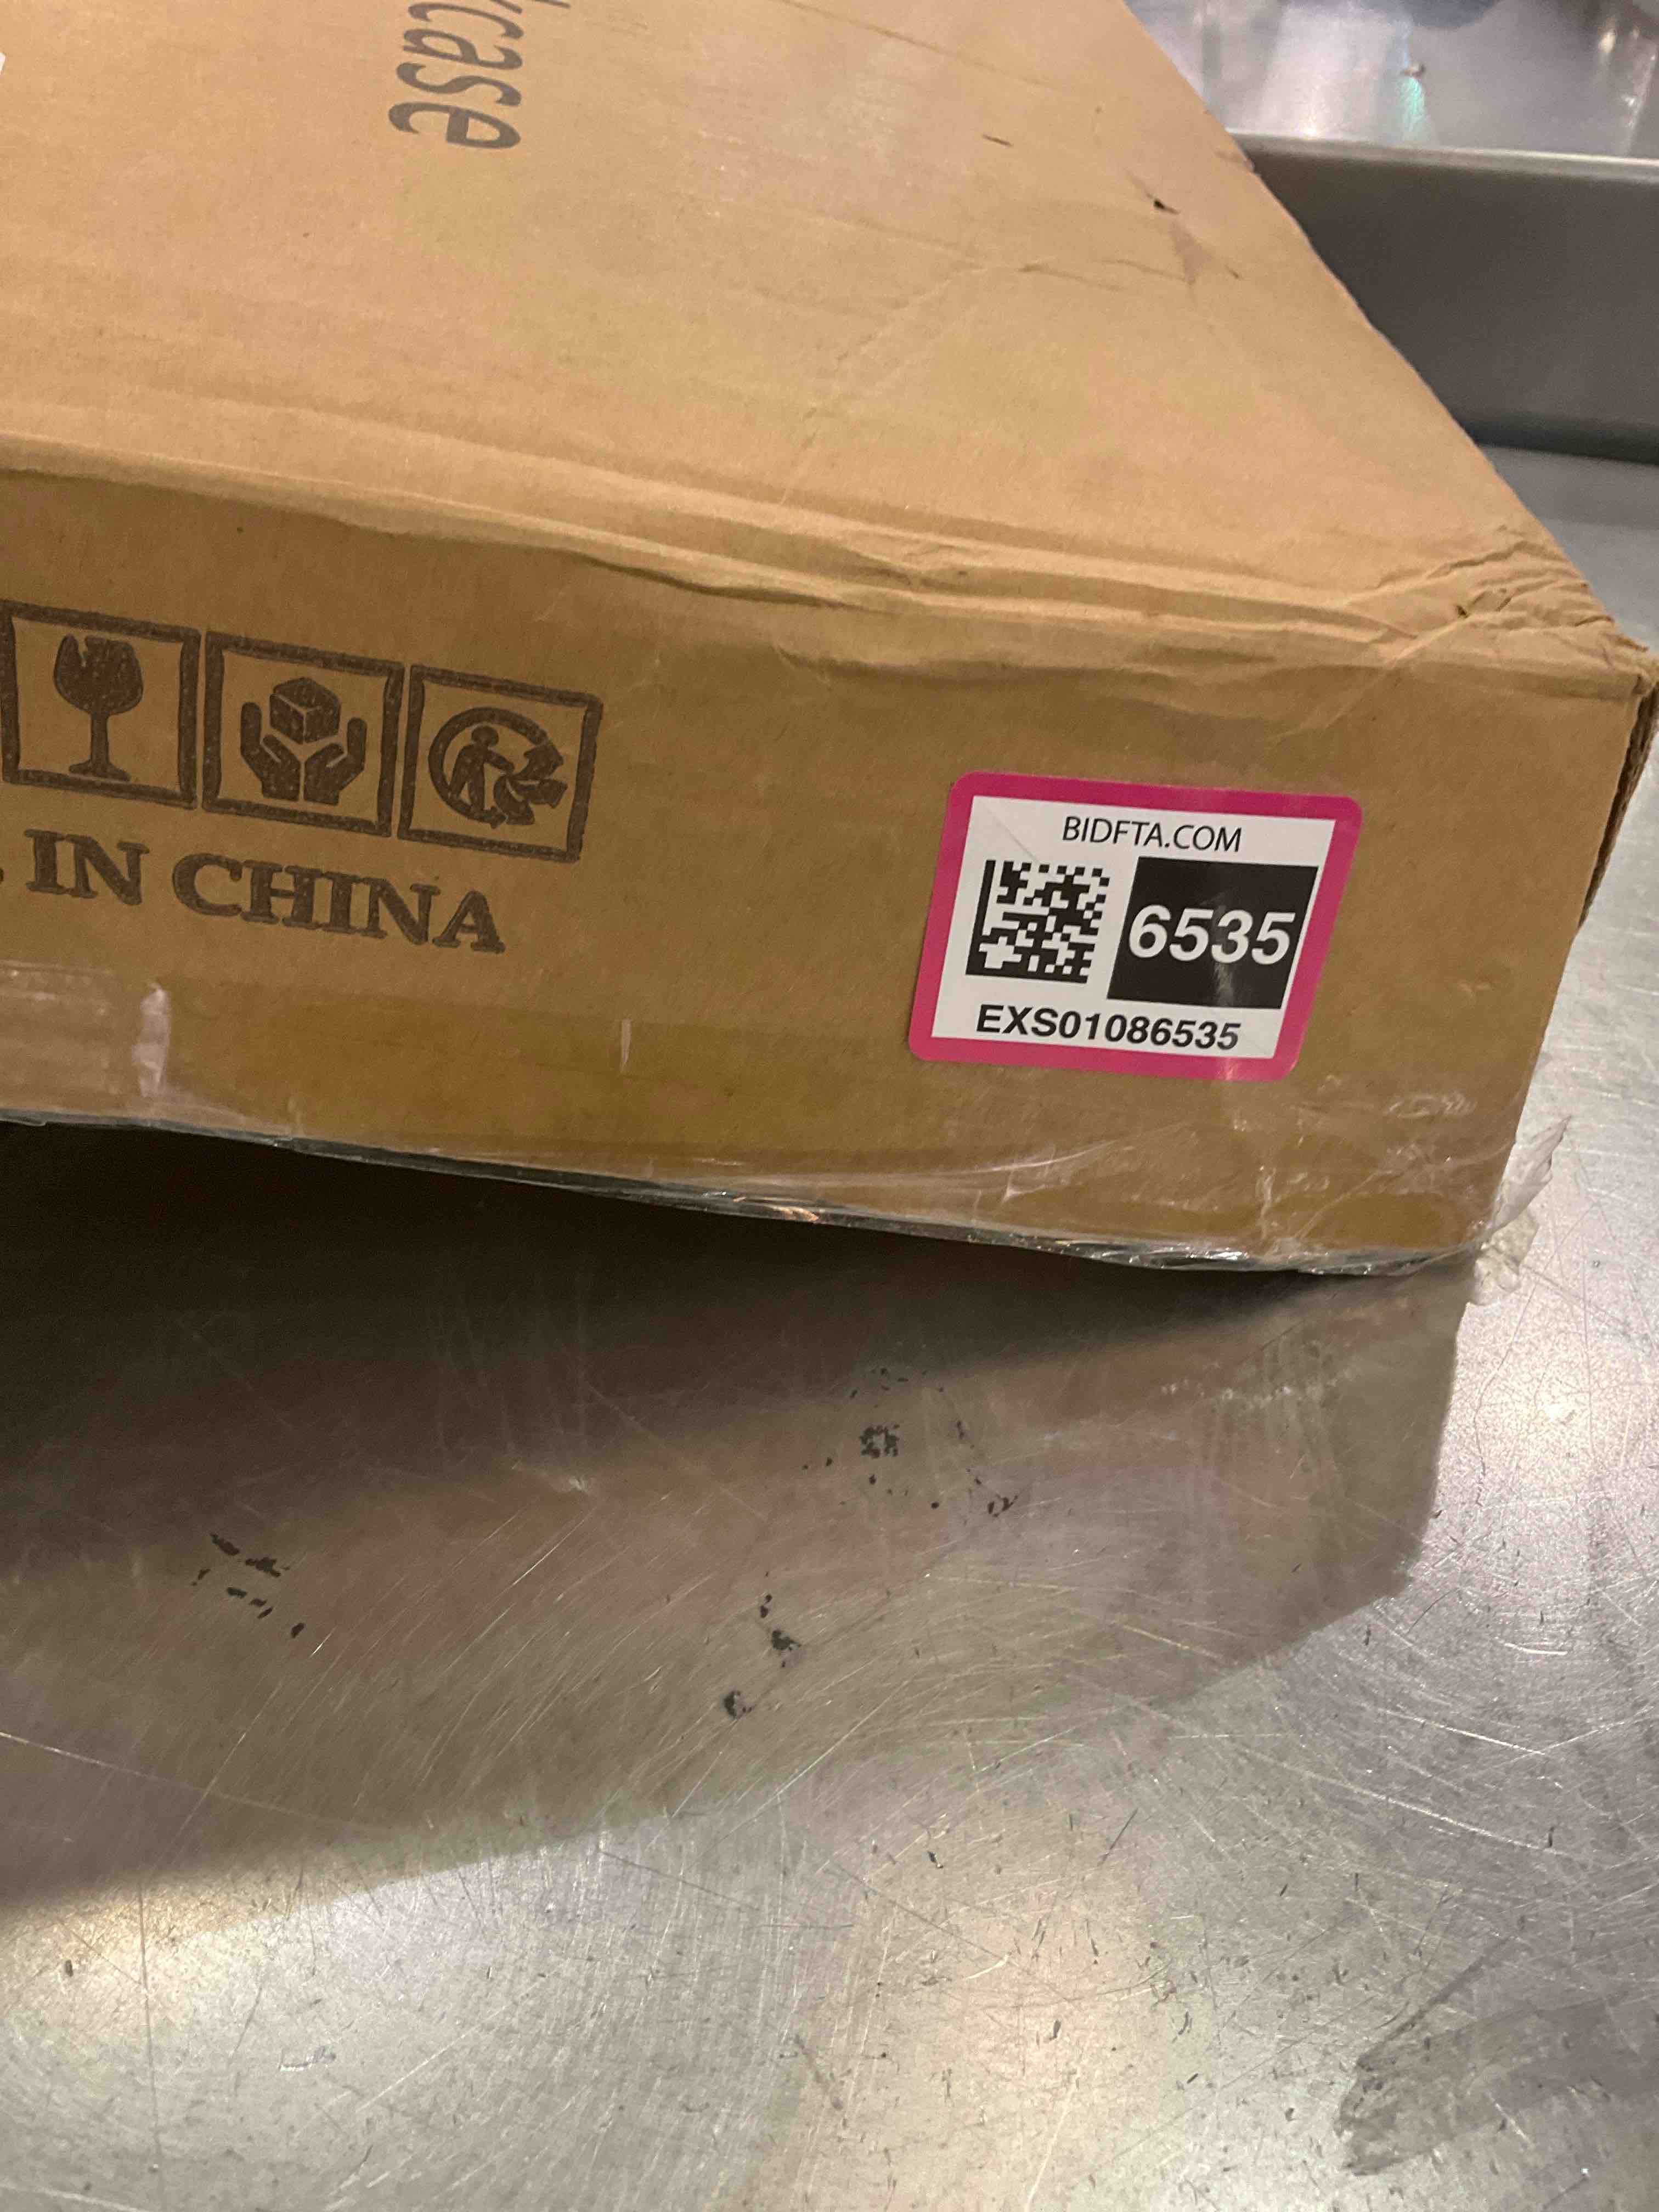 case
IN CHINA
BIDFTA.COM
6535
EXS01086535